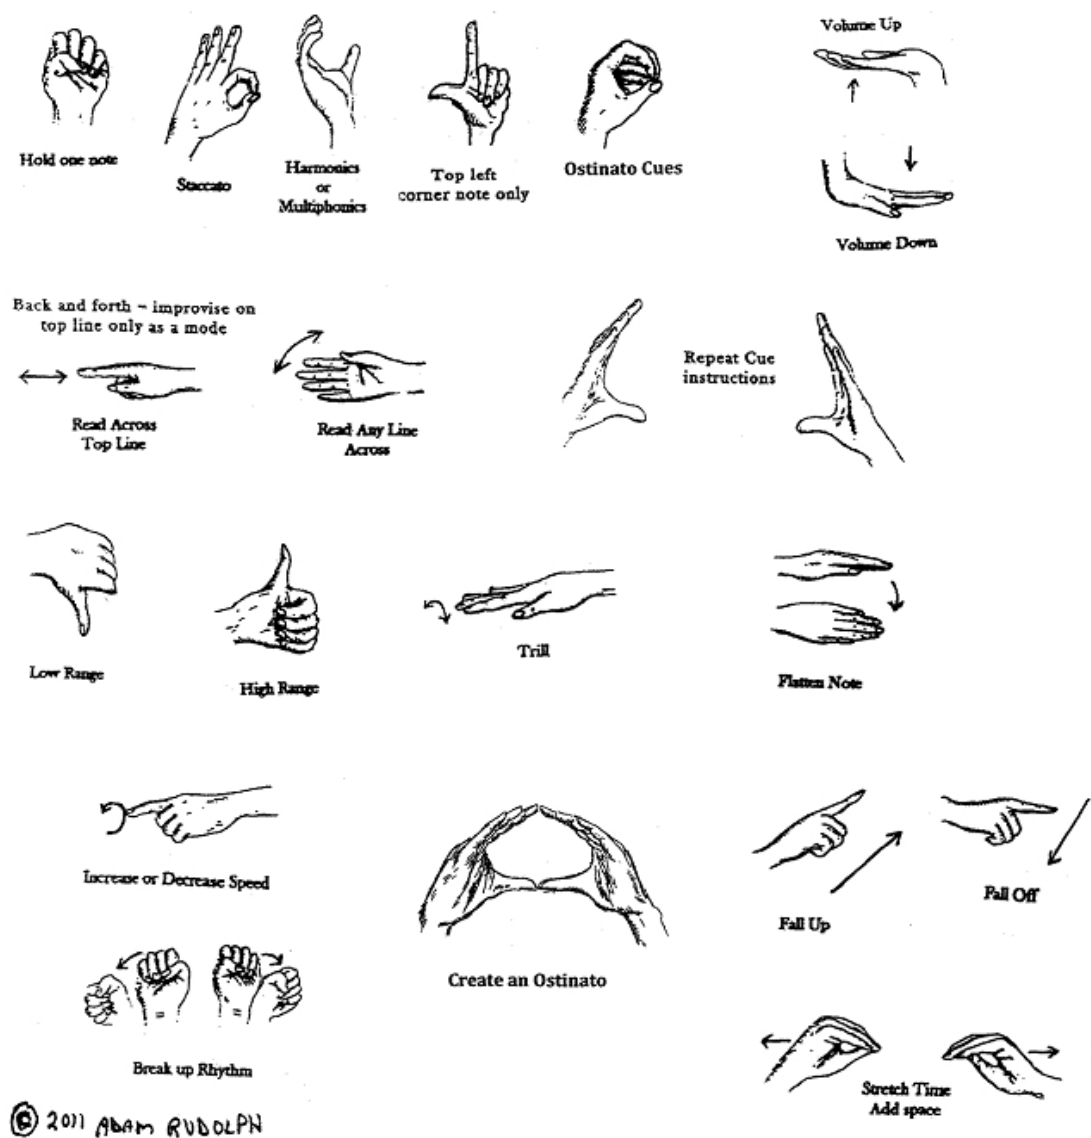 Volume Up
Hold one note
Staccato
Harmonics
or
Multiphonics
Top left
corner note only
Ostinato Cues
Volume Down
Back and forth – improvise on
top line only as a mode
Read Across
Top Line
Read Any Line
Across
Repeat Cue
instructions
Low Range
High Range
Trill
Flatten Note
Increase or Decrease Speed
Create an Ostinato
Fall Up
Fall Off
Break up Rhythm
Stretch Time
Add space
© 2011 ADAM RUDOLPH